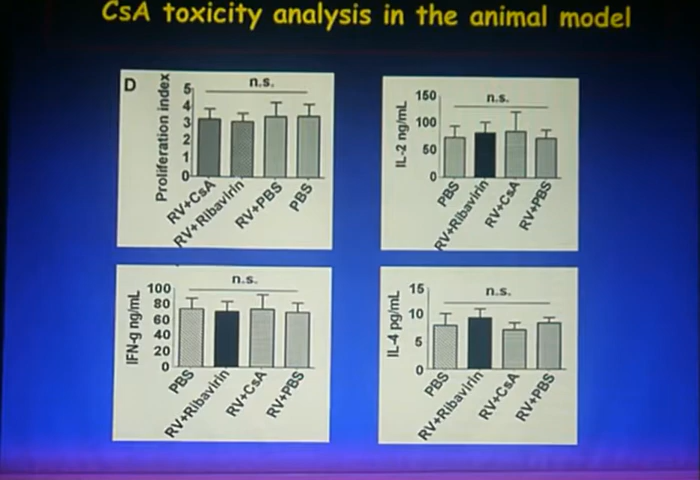 CsA toxicity analysis in the animal model
D
Proliferation index
5
4
3
2
1
0
n.s.
RV+CsA
RV+Ribavirin
RV+PBS
PBS
IL-2 ng/mL
150
100
50
0
n.s.
PBS
RV+Ribavirin
RV+CsA
RV+PBS
IFN-g ng/mL
100
80
60
40
20
0
n.s.
PBS
RV+Ribavirin
RV+CsA
RV+PBS
IL-4 pg/mL
15
10
5
0
n.s.
PBS
RV+Ribavirin
RV+CsA
RV+PBS